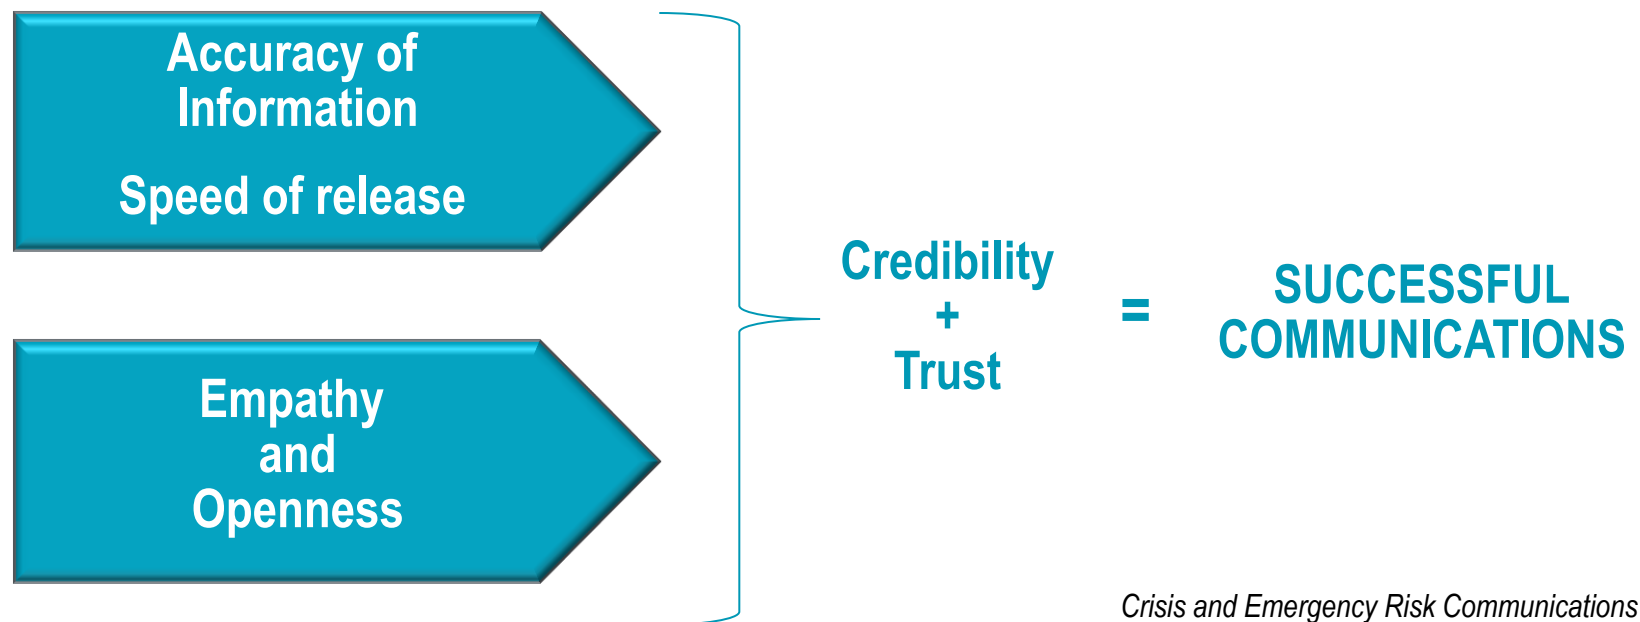 Accuracy of
Information
Speed of release
Empathy
and
Openness
Credibility
+
Trust
=
SUCCESSFUL
COMMUNICATIONS
Crisis and Emergency Risk Communications